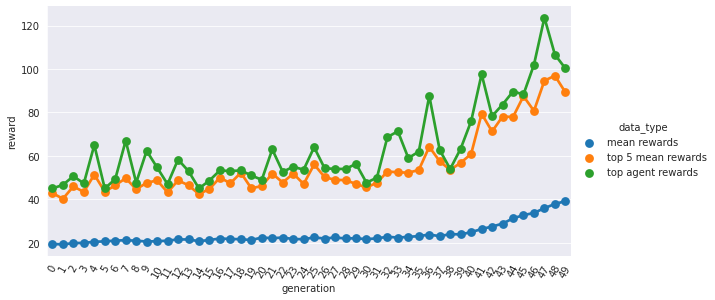 120
100
80
60
40
20
reward
0 1 2 3 4 5 6 7 8 9 10 11 12 13 14 15 16 17 18 19 20 21 22 23 24 25 26 27 28 29 30 31 32 33 34 35 36 37 38 39 40 41 42 43 44 45 46 47 48 49
generation
data_type
mean rewards
top 5 mean rewards
top agent rewards